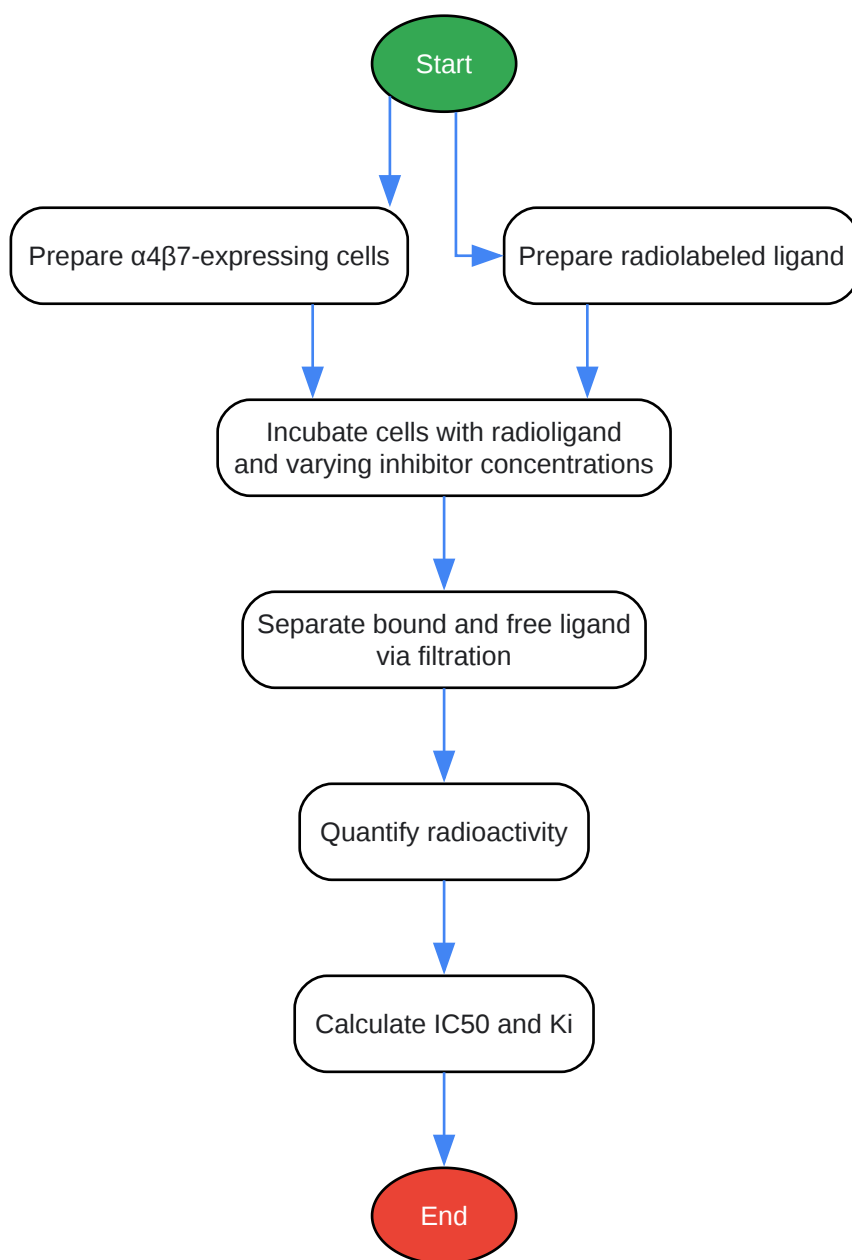 Start
Prepare α4β7-expressing cells
Prepare radiolabeled ligand
Incubate cells with radioligand
and varying inhibitor concentrations
Separate bound and free ligand
via filtration
Quantify radioactivity
Calculate IC50 and Ki
End